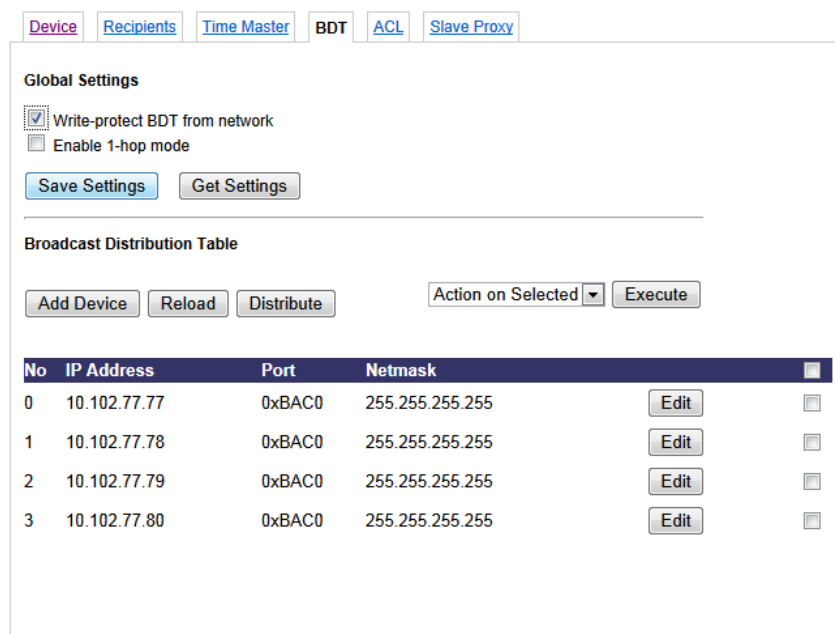 Device Recipients Time Master BDT ACL Slave Proxy
Global Settings
Write-protect BDT from network
Enable 1-hop mode
Save Settings Get Settings
Broadcast Distribution Table
Add Device Reload Distribute Action on Selected Execute
No IP Address Port Netmask
0 10.102.77.77 0xBAC0 255.255.255.255 Edit
1 10.102.77.78 0xBAC0 255.255.255.255 Edit
2 10.102.77.79 0xBAC0 255.255.255.255 Edit
3 10.102.77.80 0xBAC0 255.255.255.255 Edit